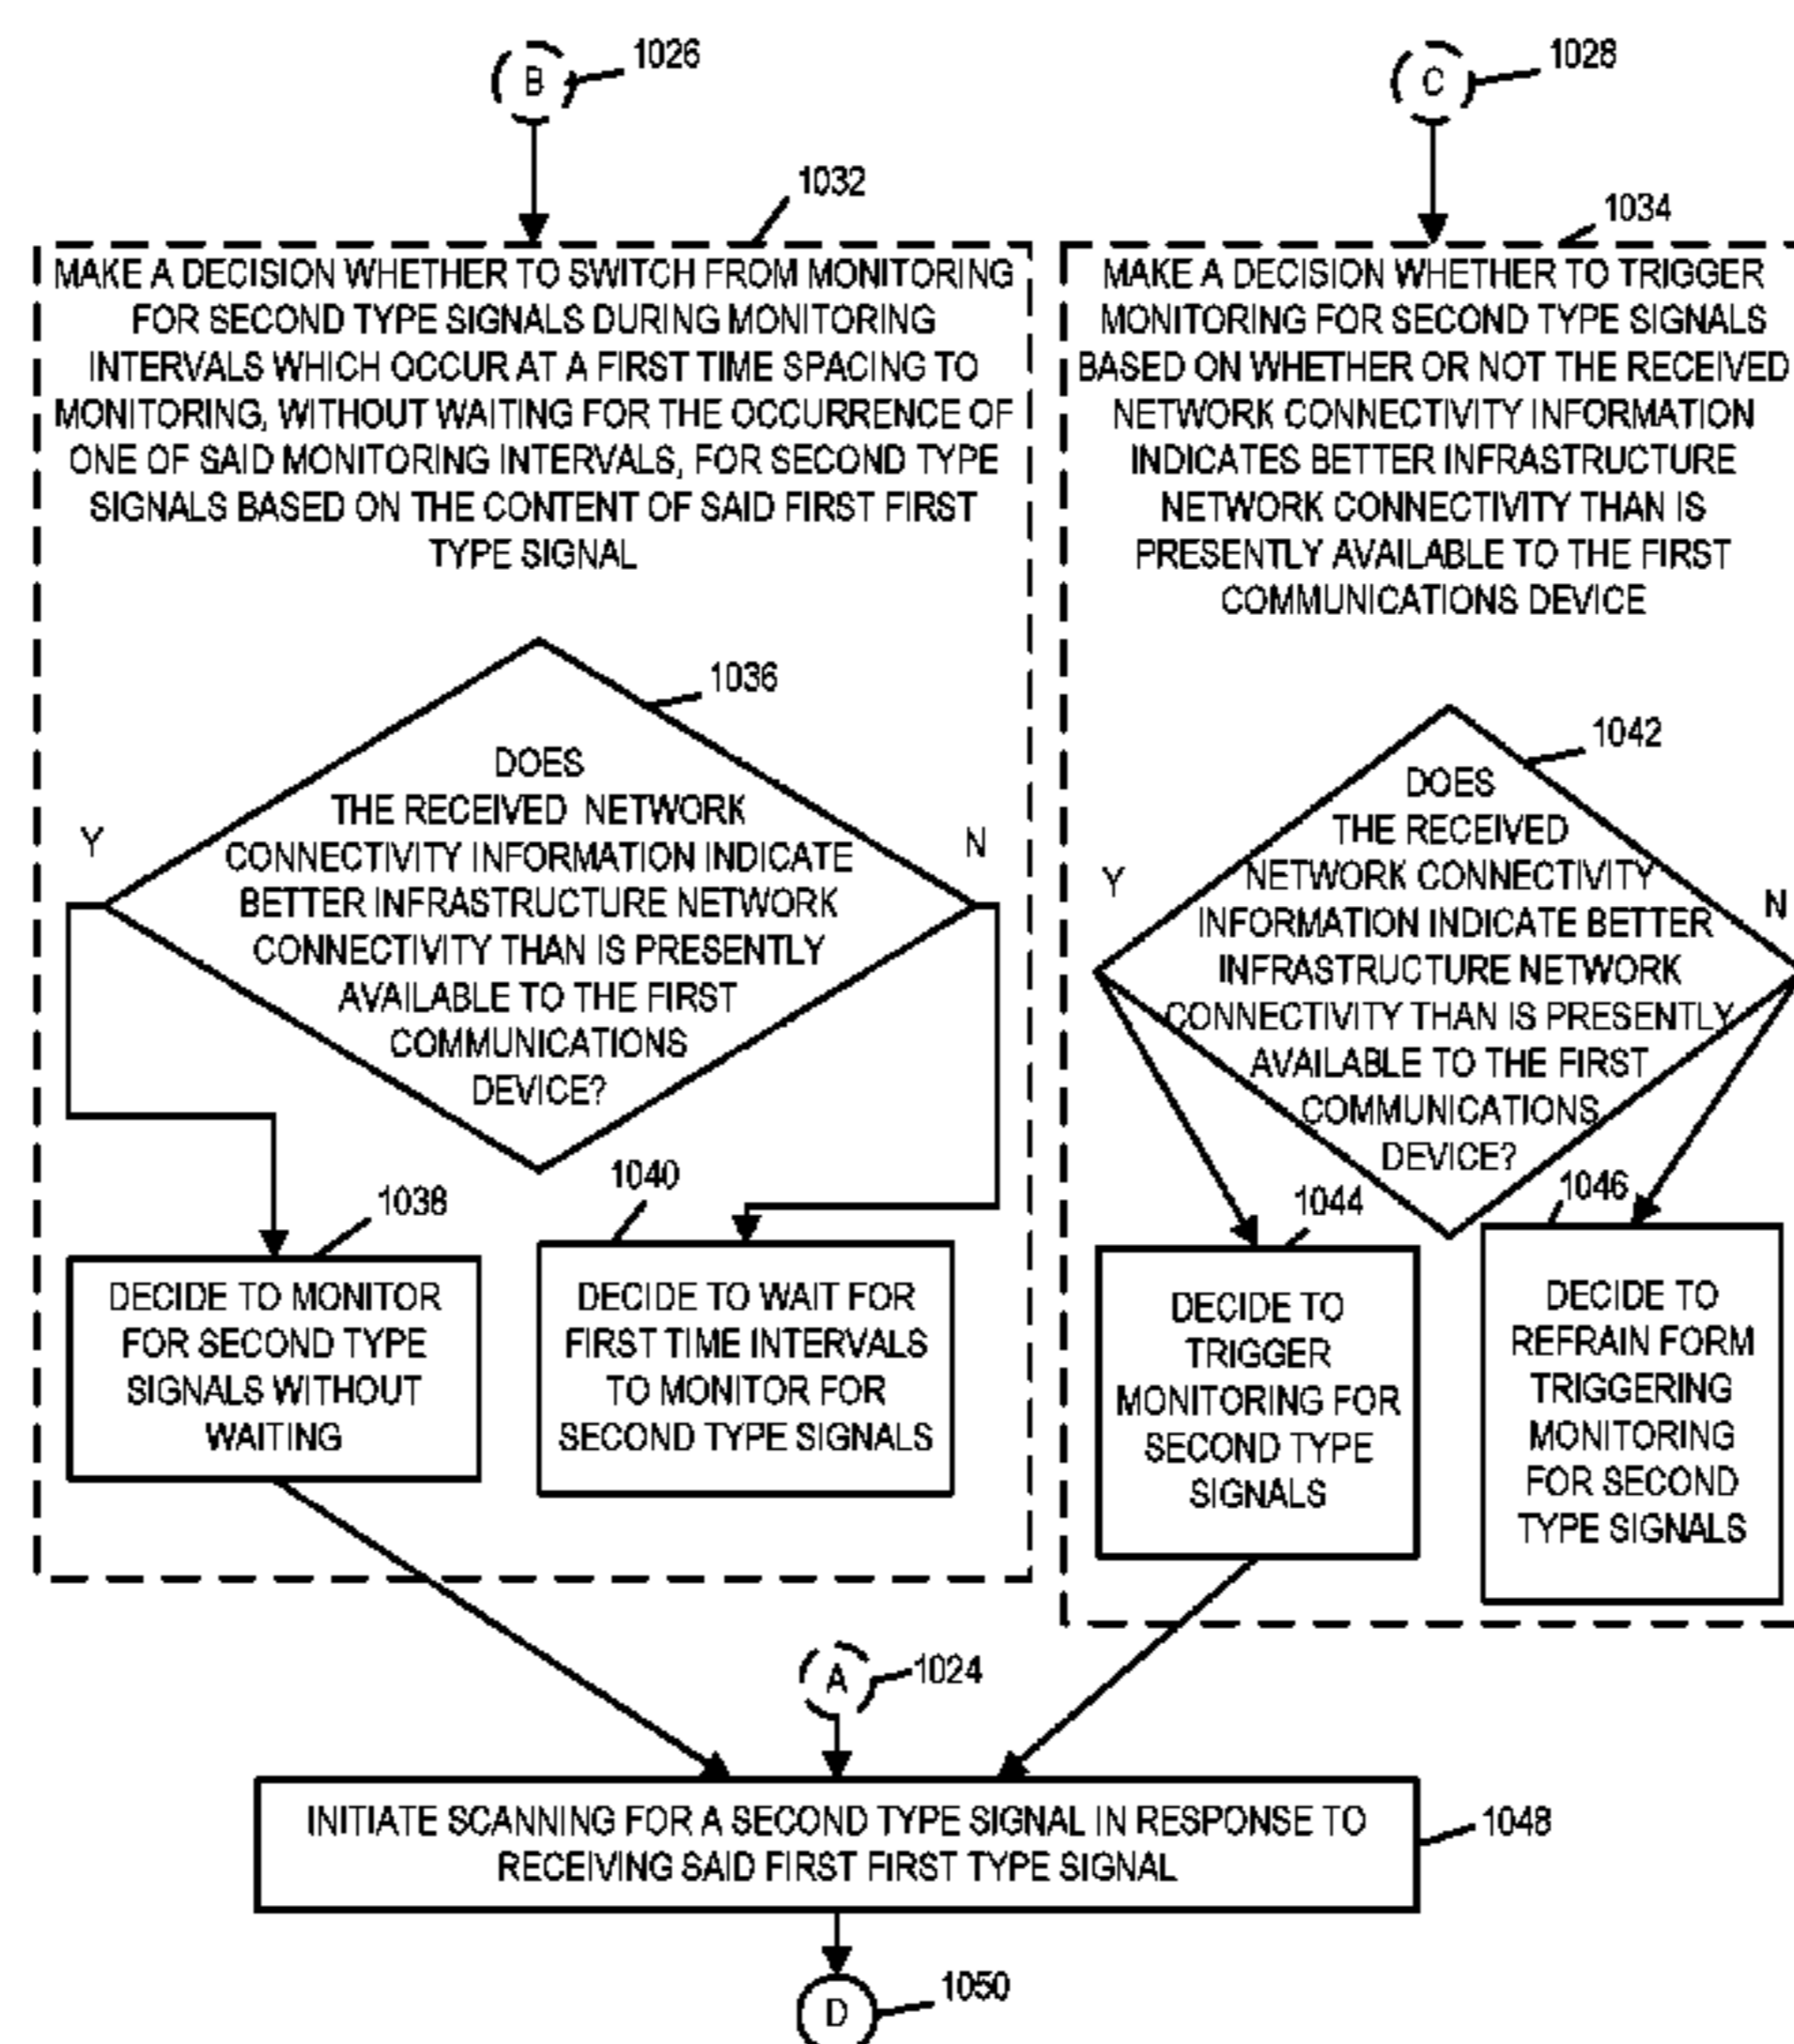 B
1026
C
1028
1032
MAKE A DECISION WHETHER TO SWITCH FROM MONITORING
FOR SECOND TYPE SIGNALS DURING MONITORING
INTERVALS WHICH OCCUR AT A FIRST TIME SPACING TO
MONITORING, WITHOUT WAITING FOR THE OCCURRENCE OF
ONE OF SAID MONITORING INTERVALS, FOR SECOND TYPE
SIGNALS BASED ON THE CONTENT OF SAID FIRST FIRST
TYPE SIGNAL
1034
MAKE A DECISION WHETHER TO TRIGGER
MONITORING FOR SECOND TYPE SIGNALS
BASED ON WHETHER OR NOT THE RECEIVED
NETWORK CONNECTIVITY INFORMATION
INDICATES BETTER INFRASTRUCTURE
NETWORK CONNECTIVITY THAN IS
PRESENTLY AVAILABLE TO THE FIRST
COMMUNICATIONS DEVICE
1036
DOES
THE RECEIVED NETWORK
CONNECTIVITY INFORMATION INDICATE
BETTER INFRASTRUCTURE NETWORK
CONNECTIVITY THAN IS PRESENTLY
AVAILABLE TO THE FIRST
COMMUNICATIONS
DEVICE?
Y
N
1042
DOES
THE RECEIVED
NETWORK CONNECTIVITY
INFORMATION INDICATE BETTER
INFRASTRUCTURE NETWORK
CONNECTIVITY THAN IS PRESENTLY
AVAILABLE TO THE FIRST
COMMUNICATIONS
DEVICE?
Y
N
1038
DECIDE TO MONITOR
FOR SECOND TYPE
SIGNALS WITHOUT
WAITING
1040
DECIDE TO WAIT FOR
FIRST TIME INTERVALS
TO MONITOR FOR
SECOND TYPE SIGNALS
1044
DECIDE TO
TRIGGER
MONITORING FOR
SECOND TYPE
SIGNALS
1046
DECIDE TO
REFRAIN FORM
TRIGGERING
MONITORING
FOR SECOND
TYPE SIGNALS
A
1024
INITIATE SCANNING FOR A SECOND TYPE SIGNAL IN RESPONSE TO
RECEIVING SAID FIRST FIRST TYPE SIGNAL
1048
D
1050